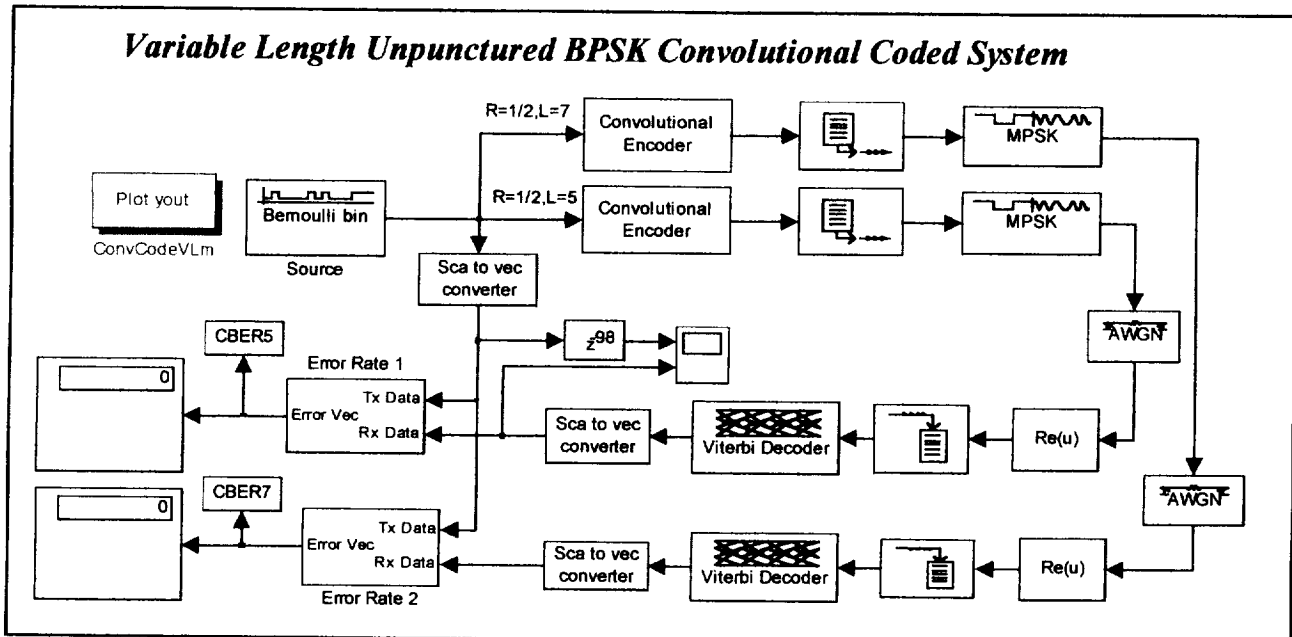 Variable Length Unpunctured BPSK Convolutional Coded System
R=1/2,L=7
Convolutional
Encoder
MPSK
Plot yout
ConvCodeVLm
Bernoulli bin
Source
R=1/2,L=5
Convolutional
Encoder
MPSK
Sca to vec
converter
AWGN
CBER5
z-98
0
Error Rate 1
Tx Data
Error Vec
Rx Data
Sca to vec
converter
Viterbi Decoder
Re(u)
AWGN
CBER7
0
Tx Data
Error Vec
Rx Data
Error Rate 2
Sca to vec
converter
Viterbi Decoder
Re(u)